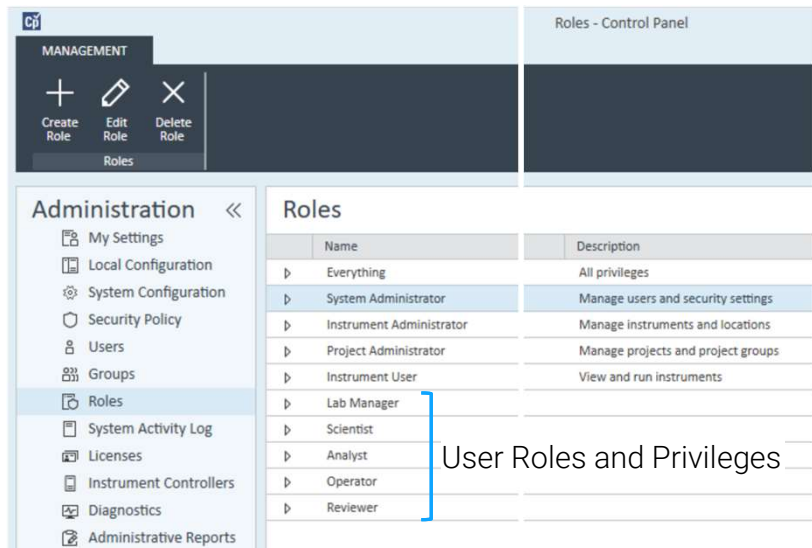 Cp
Roles - Control Panel
MANAGEMENT
Create Role
Edit Role
Delete Role
Roles
Administration
My Settings
Local Configuration
System Configuration
Security Policy
Users
Groups
Roles
System Activity Log
Licenses
Instrument Controllers
Diagnostics
Administrative Reports
Roles
Name Description
Everything All privileges
System Administrator Manage users and security settings
Instrument Administrator Manage instruments and locations
Project Administrator Manage projects and project groups
Instrument User View and run instruments
Lab Manager
Scientist
Analyst
Operator
Reviewer
User Roles and Privileges